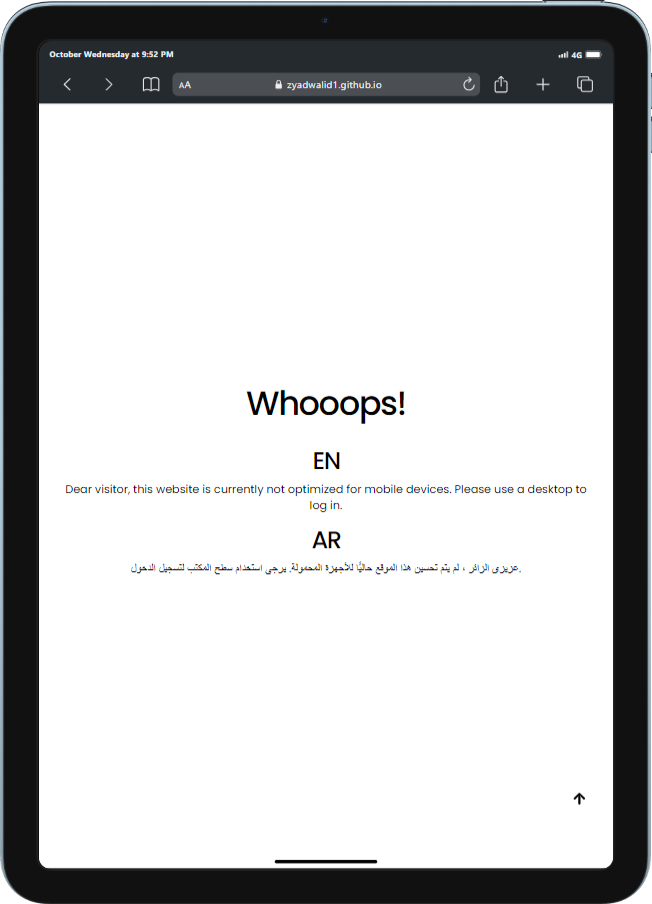 October Wednesday at 9:52 PM
4G
AA
zyadwalid1.github.io
Whooops!
EN
Dear visitor, this website is currently not optimized for mobile devices. Please use a desktop to
log in.
AR
عزيزى الزائر ، لم يتم تحسين هذا الموقع حاليًا للأجهزة المحمولة. يرجى استخدام سطح المكتب لتسجيل الدخول.